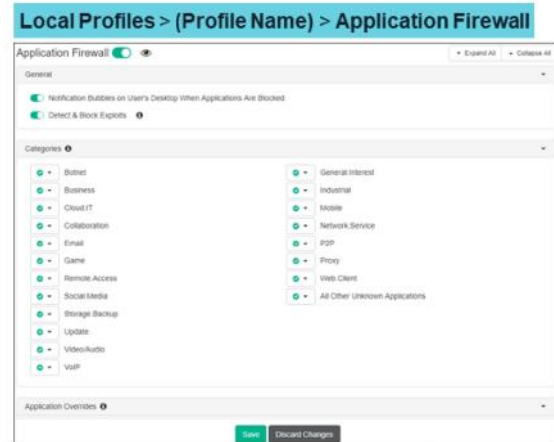 Local Profiles > (Profile Name) > Application Firewall
Application Firewall
Expand All
Collapse All
General
Notification Bubbles on User's Desktop When Applications Are Blocked
Detect & Block Exploits
Categories
Botnet
Business
Cloud.IT
Collaboration
Email
Game
Remote.Access
Social.Media
Storage.Backup
Update
Video/Audio
VoIP
General.Interest
Industrial
Mobile
Network.Service
P2P
Proxy
Web.Client
All Other Unknown Applications
Application Overrides
Save
Discard Changes